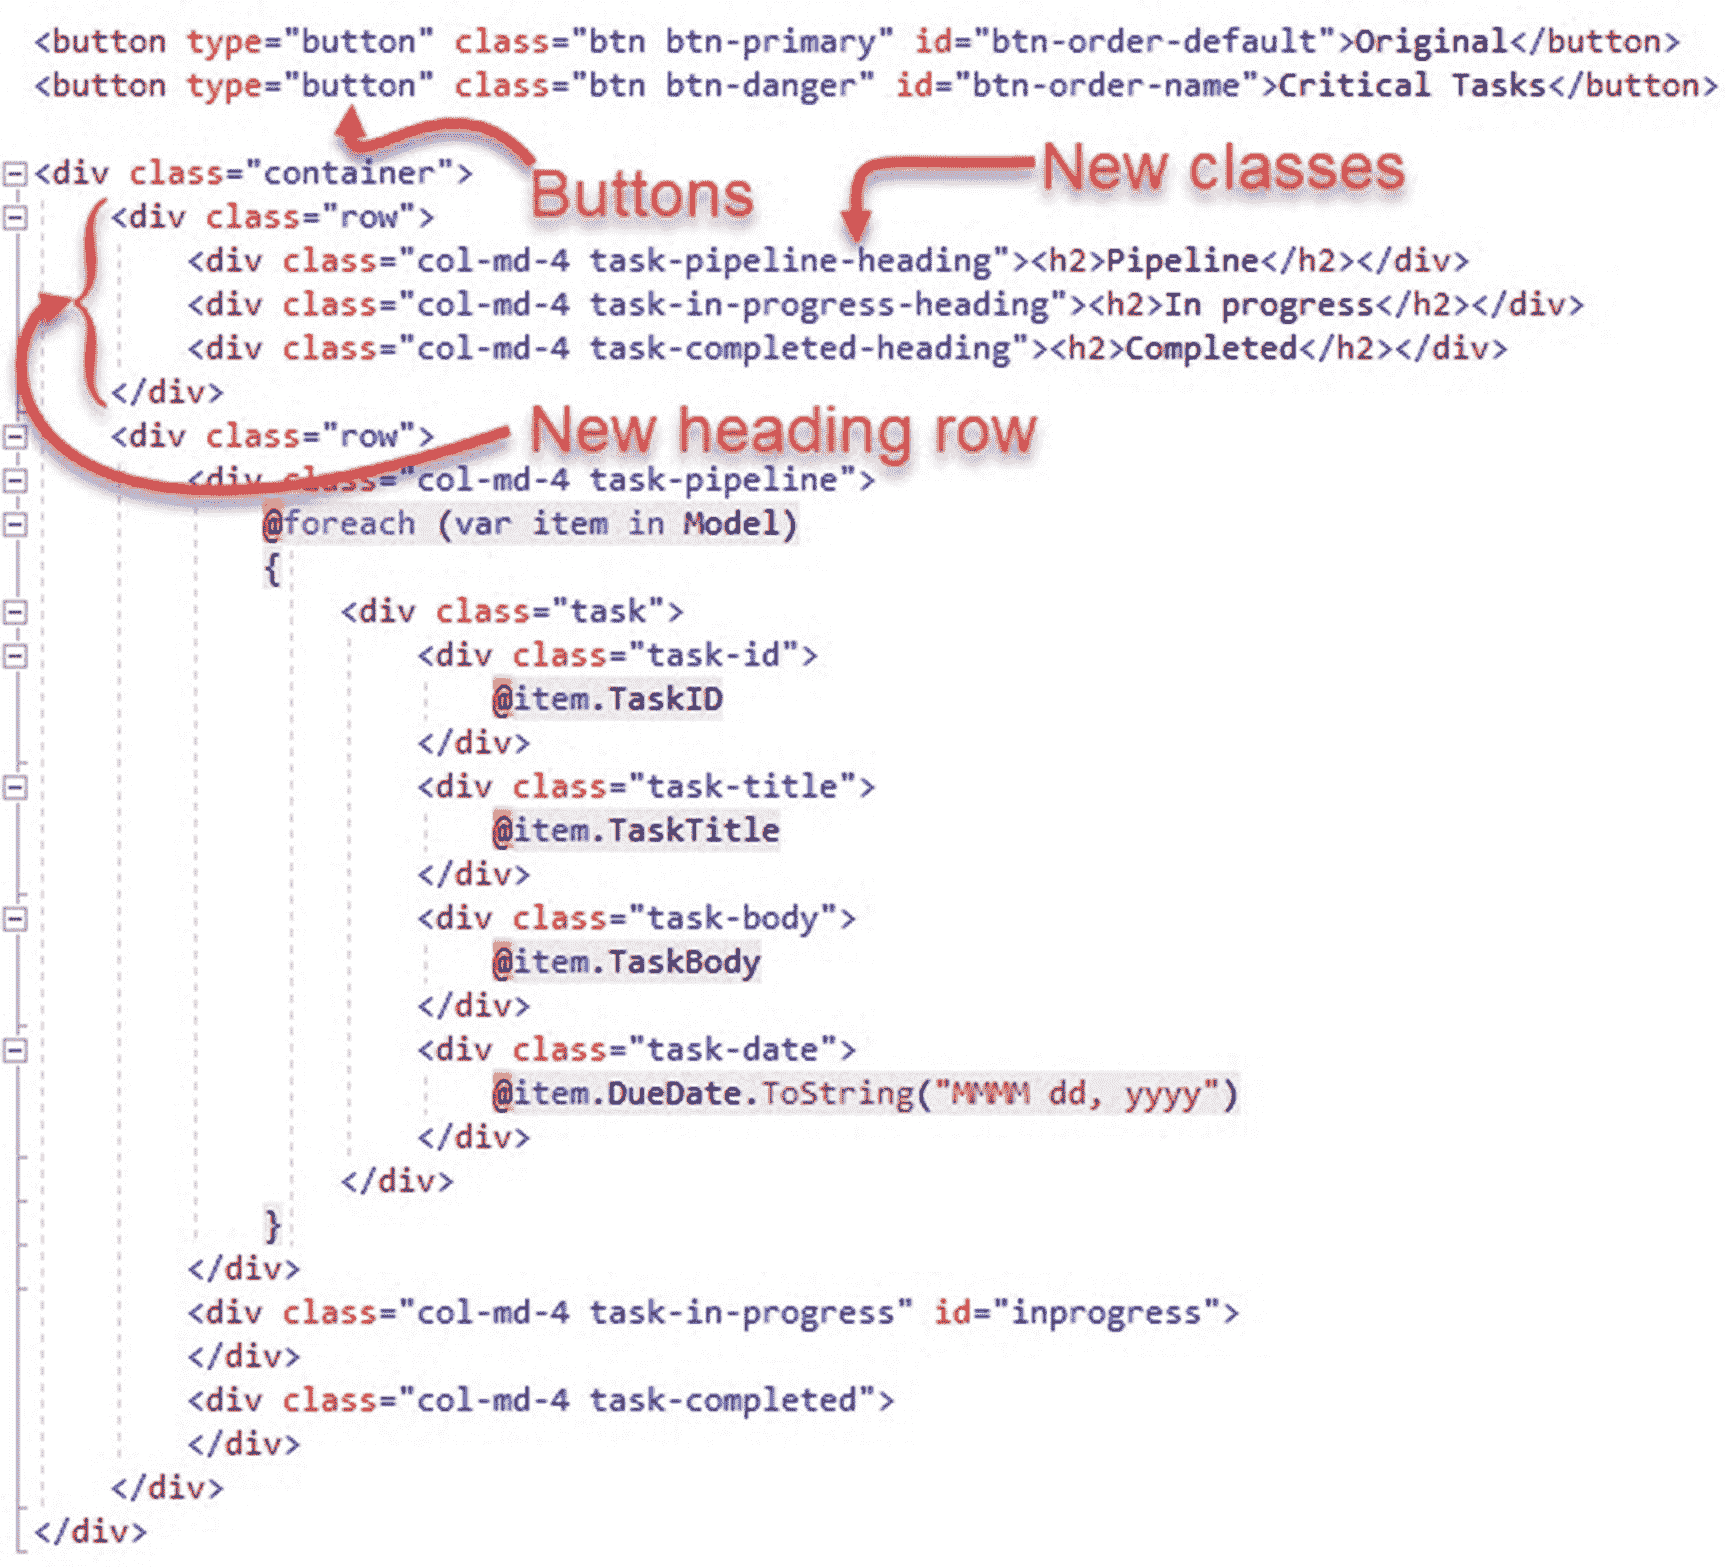 <button type="button" class="btn btn-primary" id="btn-order-default">Original</button>
<button type="button" class="btn btn-danger" id="btn-order-name">Critical Tasks</button>
<div class="container">
Buttons
New classes
<div class="row">
<div class="col-md-4 task-pipeline-heading"><h2>Pipeline</h2></div>
<div class="col-md-4 task-in-progress-heading"><h2>In progress</h2></div>
<div class="col-md-4 task-completed-heading"><h2>Completed</h2></div>
</div>
<div class="row">
New heading row
<div class="col-md-4 task-pipeline">
@foreach (var item in Model)
{
<div class="task">
<div class="task-id">
@item.TaskID
</div>
<div class="task-title">
@item.TaskTitle
</div>
<div class="task-body">
@item.TaskBody
</div>
<div class="task-date">
@item.DueDate.ToString("MMMM dd, yyyy")
</div>
</div>
}
</div>
<div class="col-md-4 task-in-progress" id="inprogress">
</div>
<div class="col-md-4 task-completed">
</div>
</div>
</div>